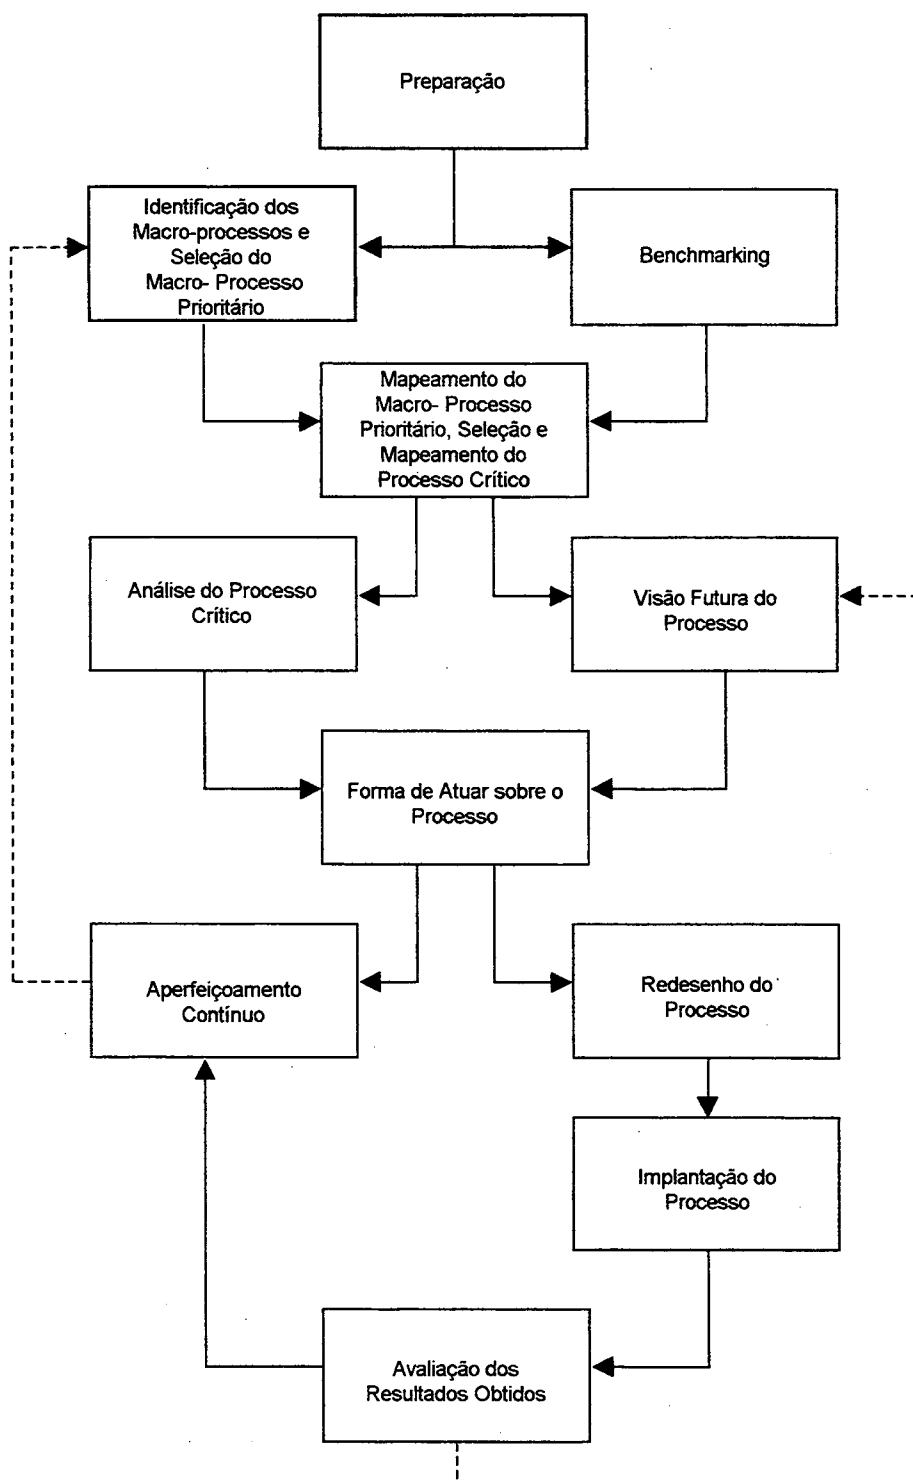 Preparação
Identificação dos
Macro-processos e
Seleção do
Macro- Processo
Prioritário
Benchmarking
Mapeamento do
Macro- Processo
Prioritário, Seleção e
Mapeamento do
Processo Crítico
Análise do Processo
Crítico
Visão Futura do
Processo
Forma de Atuar sobre o
Processo
Aperfeiçoamento
Contínuo
Redesenho do
Processo
Implantação do
Processo
Avaliação dos
Resultados Obtidos